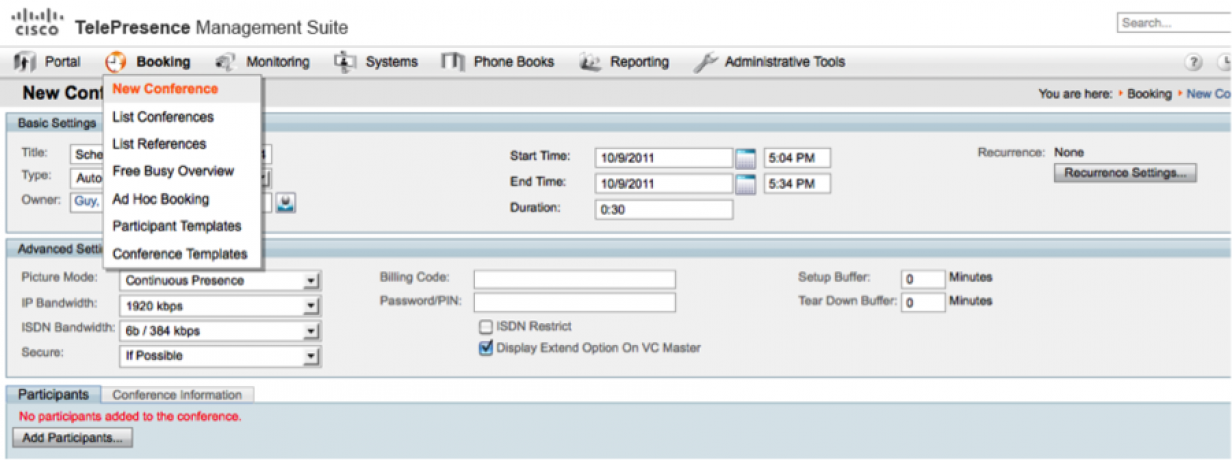 CISCO TelePresence Management Suite Search...
Portal Booking Monitoring Systems Phone Books Reporting Administrative Tools ?
New Conf You are here: Booking New Co
New Conference
List Conferences
List References
Free Busy Overview
Ad Hoc Booking
Participant Templates
Conference Templates
Basic Settings
Title: Sche
Type: Auto
Owner: Guy,
Start Time: 10/9/2011 5:04 PM
End Time: 10/9/2011 5:34 PM
Duration: 0:30
Recurrence: None
Recurrence Settings...
Advanced Setti
Picture Mode: Continuous Presence
IP Bandwidth: 1920 kbps
ISDN Bandwidth: 6b / 384 kbps
Secure: If Possible
Billing Code:
Password/PIN:
ISDN Restrict
Display Extend Option On VC Master
Setup Buffer: 0 Minutes
Tear Down Buffer: 0 Minutes
Participants Conference Information
No participants added to the conference.
Add Participants...